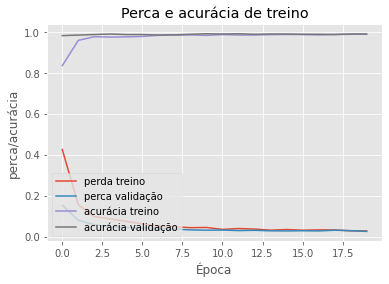 Perca e acurácia de treino
perca/acurácia
1.0
0.8
0.6
0.4
0.2
0.0
perda treino
perca validação
acurácia treino
acurácia validação
0.0 2.5 5.0 7.5 10.0 12.5 15.0 17.5
Época